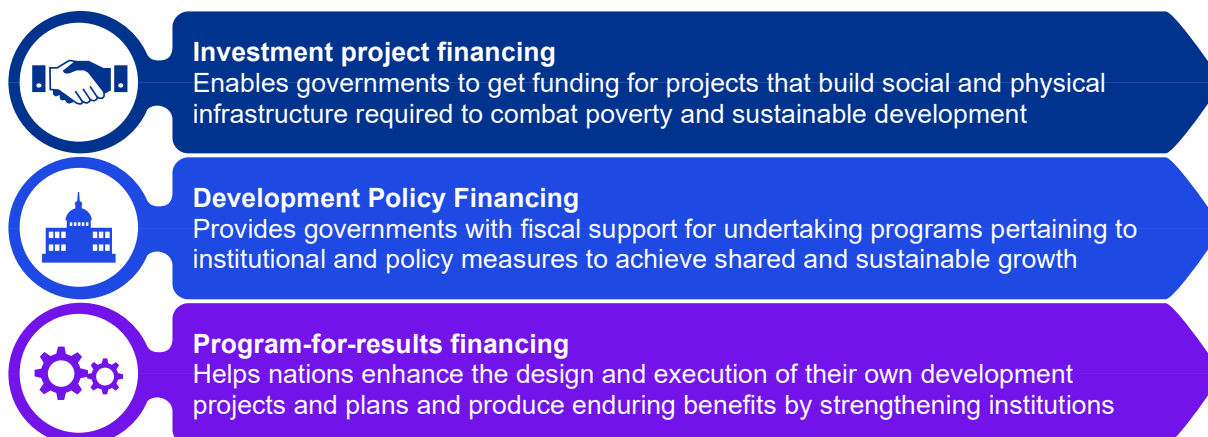 Investment project financing
Enables governments to get funding for projects that build social and physical
infrastructure required to combat poverty and sustainable development
Development Policy Financing
Provides governments with fiscal support for undertaking programs pertaining to
institutional and policy measures to achieve shared and sustainable growth
Program-for-results financing
Helps nations enhance the design and execution of their own development
projects and plans and produce enduring benefits by strengthening institutions